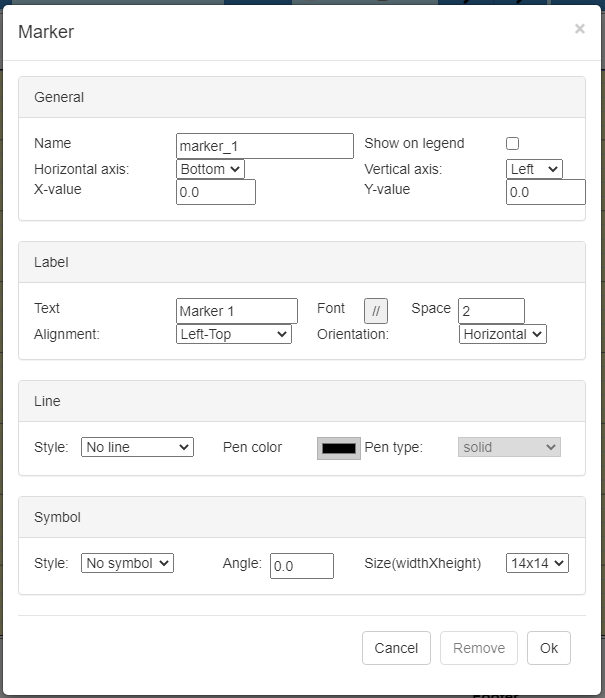 Marker ×
General
Name marker_1 Show on legend
Horizontal axis: Bottom Vertical axis: Left
X-value 0.0 Y-value 0.0
Label
Text Marker 1 Font // Space 2
Alignment: Left-Top Orientation: Horizontal
Line
Style: No line Pen color Pen type: solid
Symbol
Style: No symbol Angle: 0.0 Size(widthXheight) 14x14
Cancel Remove Ok
Footer